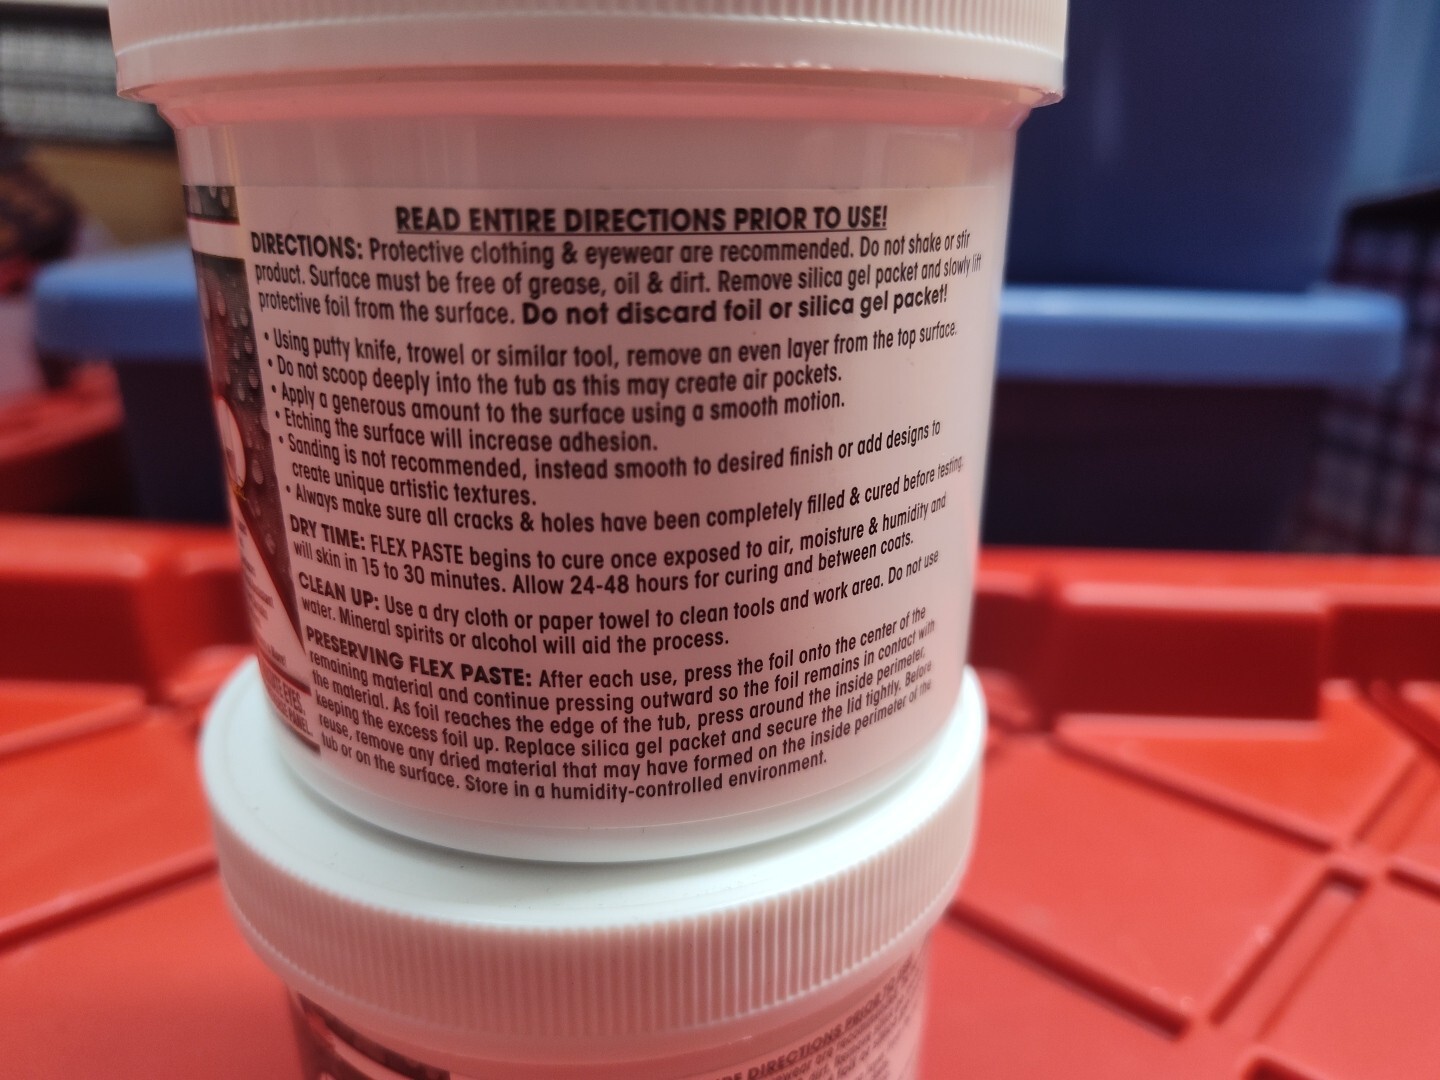 READ ENTIRE DIRECTIONS PRIOR TO USE!
DIRECTIONS: Protective clothing & eyewear are recommended. Do not shake or stir
product. Surface must be free of grease, oil & dirt. Remove silica gel packet and slowly lift
protective foil from the surface. Do not discard foil or silica gel packet!
• Using putty knife, trowel or similar tool, remove an even layer from the top surface.
• Do not scoop deeply into the tub as this may create air pockets.
• Apply a generous amount to the surface using a smooth motion.
• Etching the surface will increase adhesion.
• Sanding is not recommended, instead smooth to desired finish or add designs to
create unique artistic textures.
• Always make sure all cracks & holes have been completely filled & cured before testing.
DRY TIME: FLEX PASTE begins to cure once exposed to air, moisture & humidity and
will skin in 15 to 30 minutes. Allow 24-48 hours for curing and between coats.
CLEAN UP: Use a dry cloth or paper towel to clean tools and work area. Do not use
water. Mineral spirits or alcohol will aid the process.
PRESERVING FLEX PASTE: After each use, press the foil onto the center of the
remaining material and continue pressing outward so the foil remains in contact with
the material. As foil reaches the edge of the tub, press around the inside perimeter,
keeping the excess foil up. Replace silica gel packet and secure the lid tightly. Before
reuse, remove any dried material that may have formed on the inside perimeter of the
tub or on the surface. Store in a humidity-controlled environment.
EYES.
PANEL.
DIRECTIONS PRIOR TO